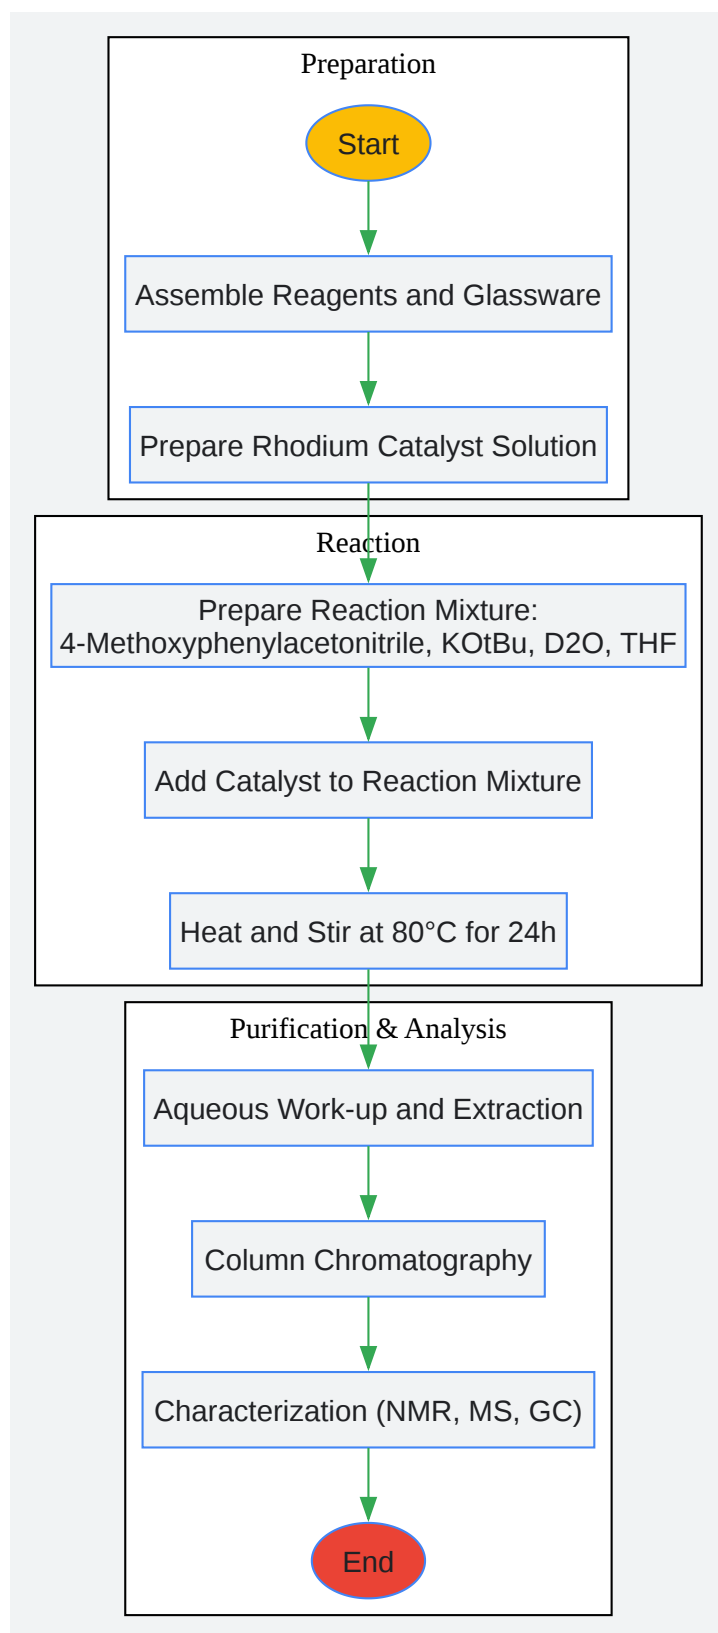 Preparation
Start
Assemble Reagents and Glassware
Prepare Rhodium Catalyst Solution
Reaction
Prepare Reaction Mixture:
4-Methoxyphenylacetonitrile, KOtBu, D2O, THF
Add Catalyst to Reaction Mixture
Heat and Stir at 80°C for 24h
Purification & Analysis
Aqueous Work-up and Extraction
Column Chromatography
Characterization (NMR, MS, GC)
End